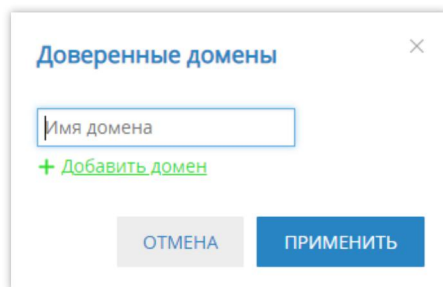 Доверенные домены
Имя домена
+ Добавить домен
ОТМЕНА ПРИМЕНИТЬ